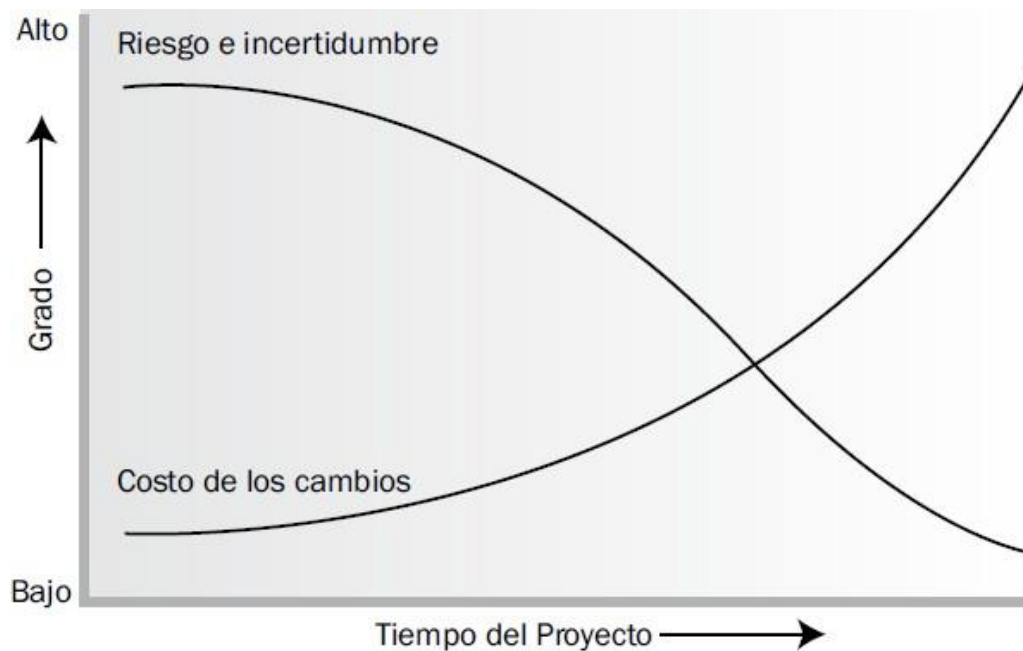 Alto
Riesgo e incertidumbre
Grado
Costo de los cambios
Bajo
Tiempo del Proyecto